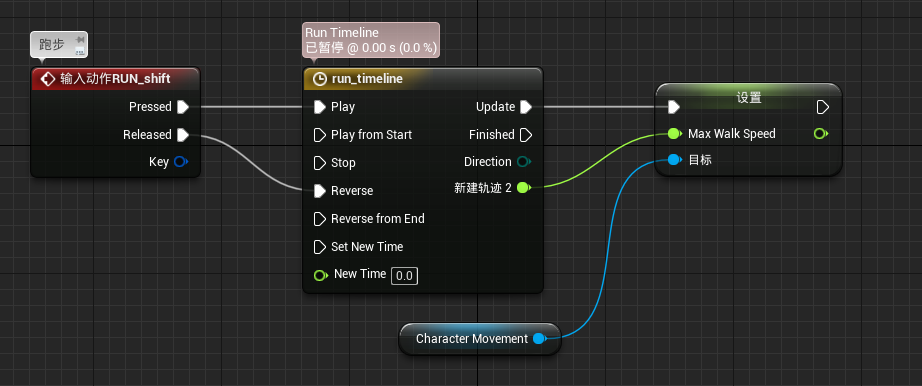 跑步
输入动作RUN_shift
Pressed
Released
Key
Run Timeline
已暂停 @ 0.00 s (0.0 %)
run_timeline
Play
Update
Play from Start
Finished
Stop
Direction
Reverse
新建轨迹 2
Reverse from End
Set New Time
New Time 0.0
设置
Max Walk Speed
目标
Character Movement